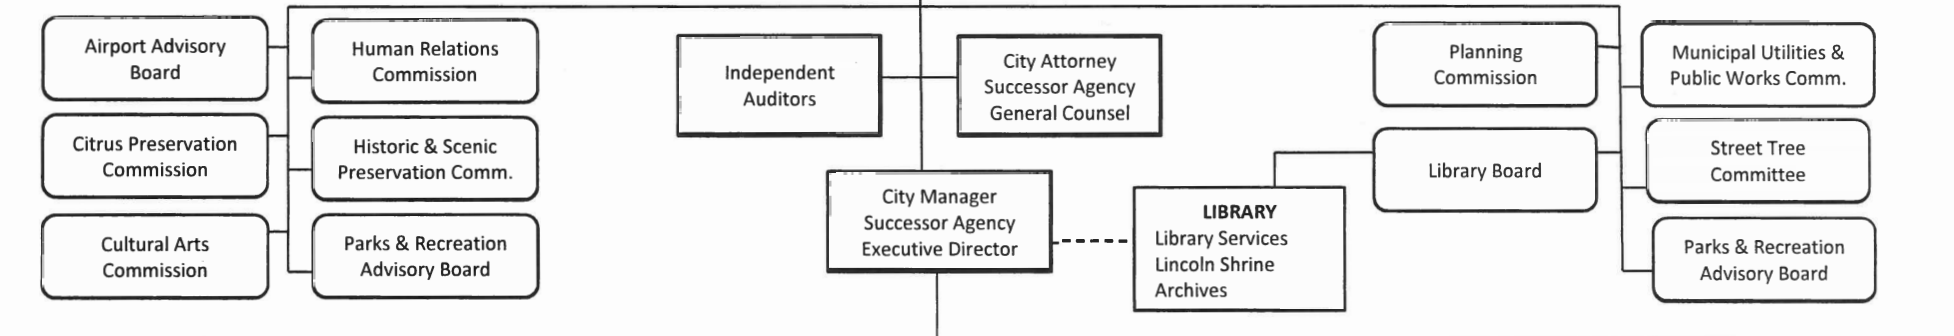 Airport Advisory
Board
Human Relations
Commission
Citrus Preservation
Commission
Historic & Scenic
Preservation Comm.
Cultural Arts
Commission
Parks & Recreation
Advisory Board
Independent
Auditors
City Attorney
Successor Agency
General Counsel
City Manager
Successor Agency
Executive Director
LIBRARY
Library Services
Lincoln Shrine
Archives
Planning
Commission
Library Board
Municipal Utilities &
Public Works Comm.
Street Tree
Committee
Parks & Recreation
Advisory Board